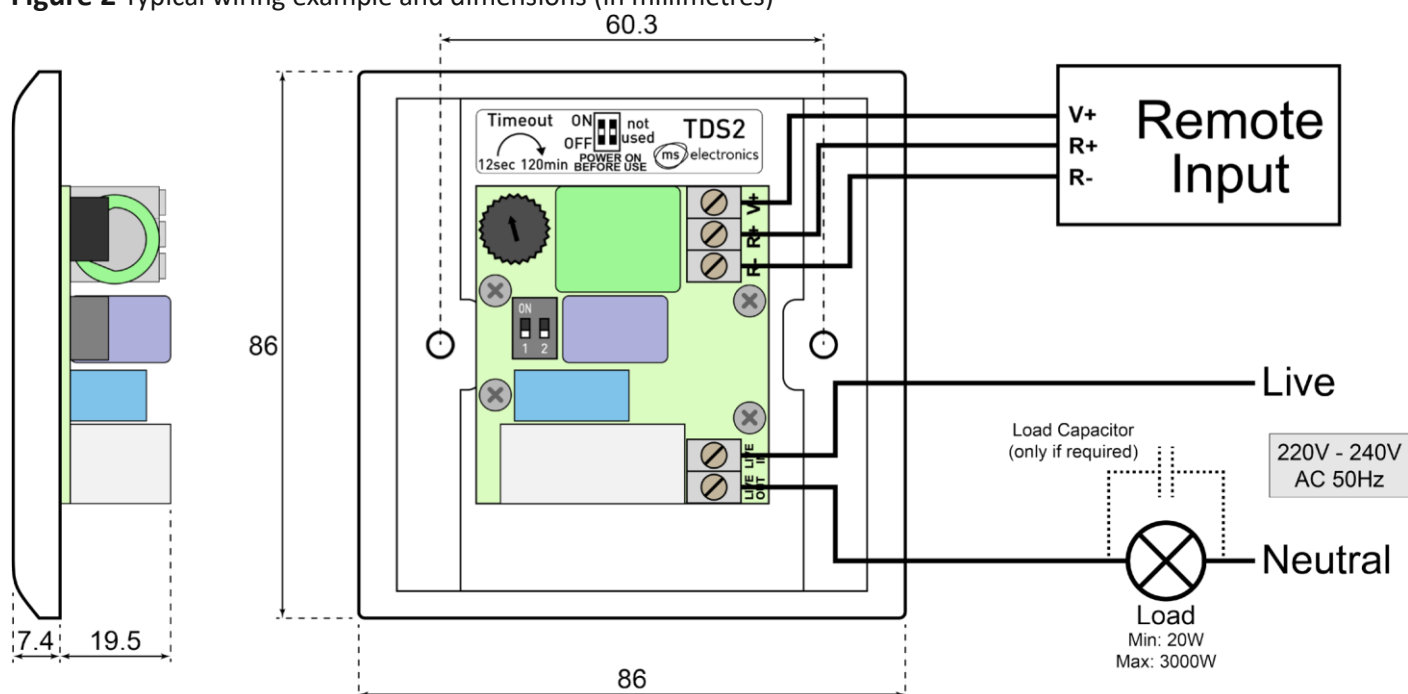 Figure 2 Typical wiring example and dimensions (in millimetres)
60.3
Timeout
12sec 120min
ON
OFF
not
used
POWER ON
BEFORE USE
TDS2
ms electronics
V+
R+
R-
Remote
Input
V+
R+
R-
ON
1 2
86
Live
Load Capacitor
(only if required)
220V - 240V
AC 50Hz
LIVE
IN
LIVE
OUT
Neutral
Load
Min: 20W
Max: 3000W
7.4
19.5
86